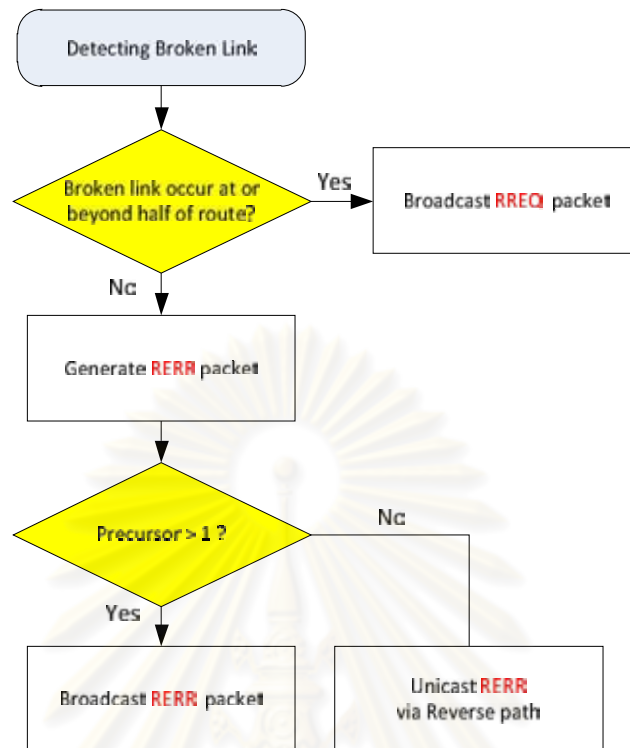 Detecting Broken Link
Broken link occur at or
beyond half of route?
Yes
Broadcast RREQ packet
No
Generate RERR packet
Precursor > 1 ?
No
Yes
Broadcast RERR packet
Unicast RERR
via Reverse path